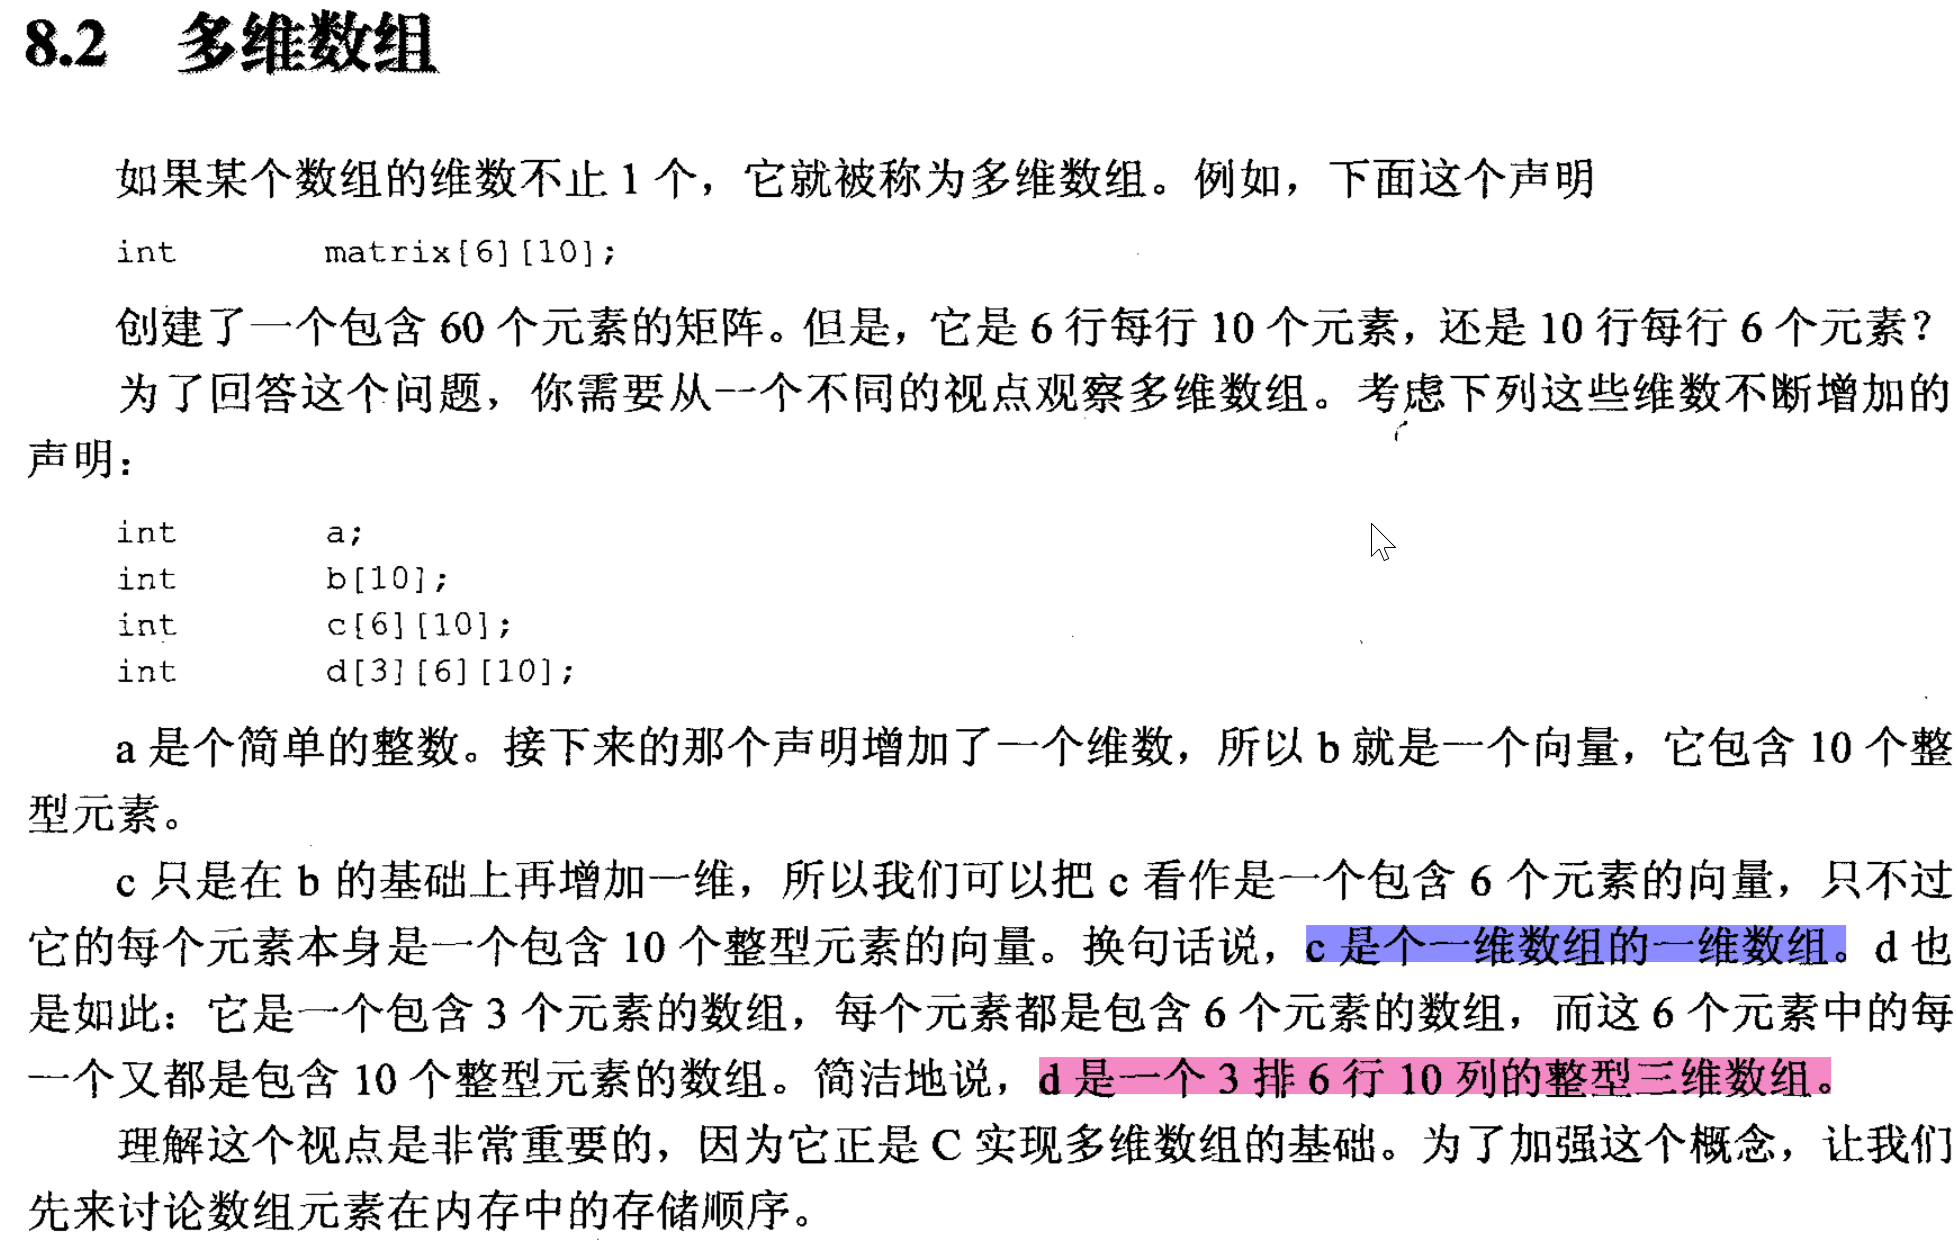 8.2 多维数组
如果某个数组的维数不止 1 个，它就被称为多维数组。例如，下面这个声明
int matrix[6][10];
创建了一个包含 60 个元素的矩阵。但是，它是 6 行每行 10 个元素，还是 10 行每行 6 个元素？
为了回答这个问题，你需要从一个不同的视点观察多维数组。考虑下列这些维数不断增加的
声明：
int a;
int b[10];
int c[6][10];
int d[3][6][10];
a 是个简单的整数。接下来的那个声明增加了一个维数，所以 b 就是一个向量，它包含 10 个整
型元素。
c 只是在 b 的基础上再增加一维，所以我们可以把 c 看作是一个包含 6 个元素的向量，只不过
它的每个元素本身是一个包含 10 个整型元素的向量。换句话说，c 是个一维数组的一维数组。d 也
是如此：它是一个包含 3 个元素的数组，每个元素都是包含 6 个元素的数组，而这 6 个元素中的每
一个又都是包含 10 个整型元素的数组。简洁地说，d 是一个 3 排 6 行 10 列的整型三维数组。
理解这个视点是非常重要的，因为它正是 C 实现多维数组的基础。为了加强这个概念，让我们
先来讨论数组元素在内存中的存储顺序。